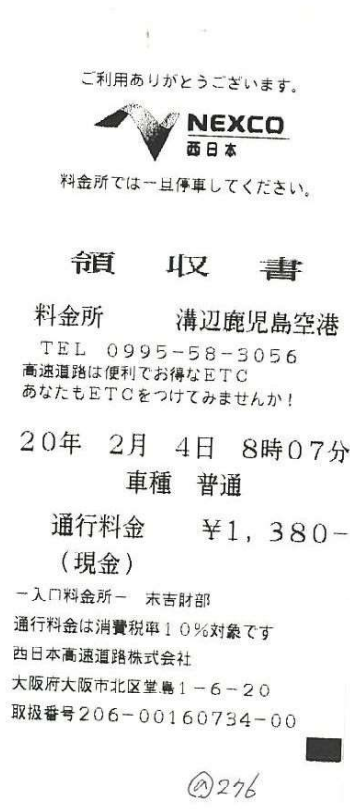 ご利用ありがとうございます。
NEXCO
西日本
料金所では一旦停車してください。
領 収 書
料金所 溝辺鹿児島空港
TEL 0995-58-3056
高速道路は便利でお得なETC
あなたもETCをつけてみませんか!
20年 2月 4日 8時07分
車種 普通
通行料金 ¥1,380-
(現金)
-入口料金所- 末吉財部
通行料金は消費税率10%対象です
西日本高速道路株式会社
大阪府大阪市北区堂島1-6-20
取扱番号206-00160734-00
276